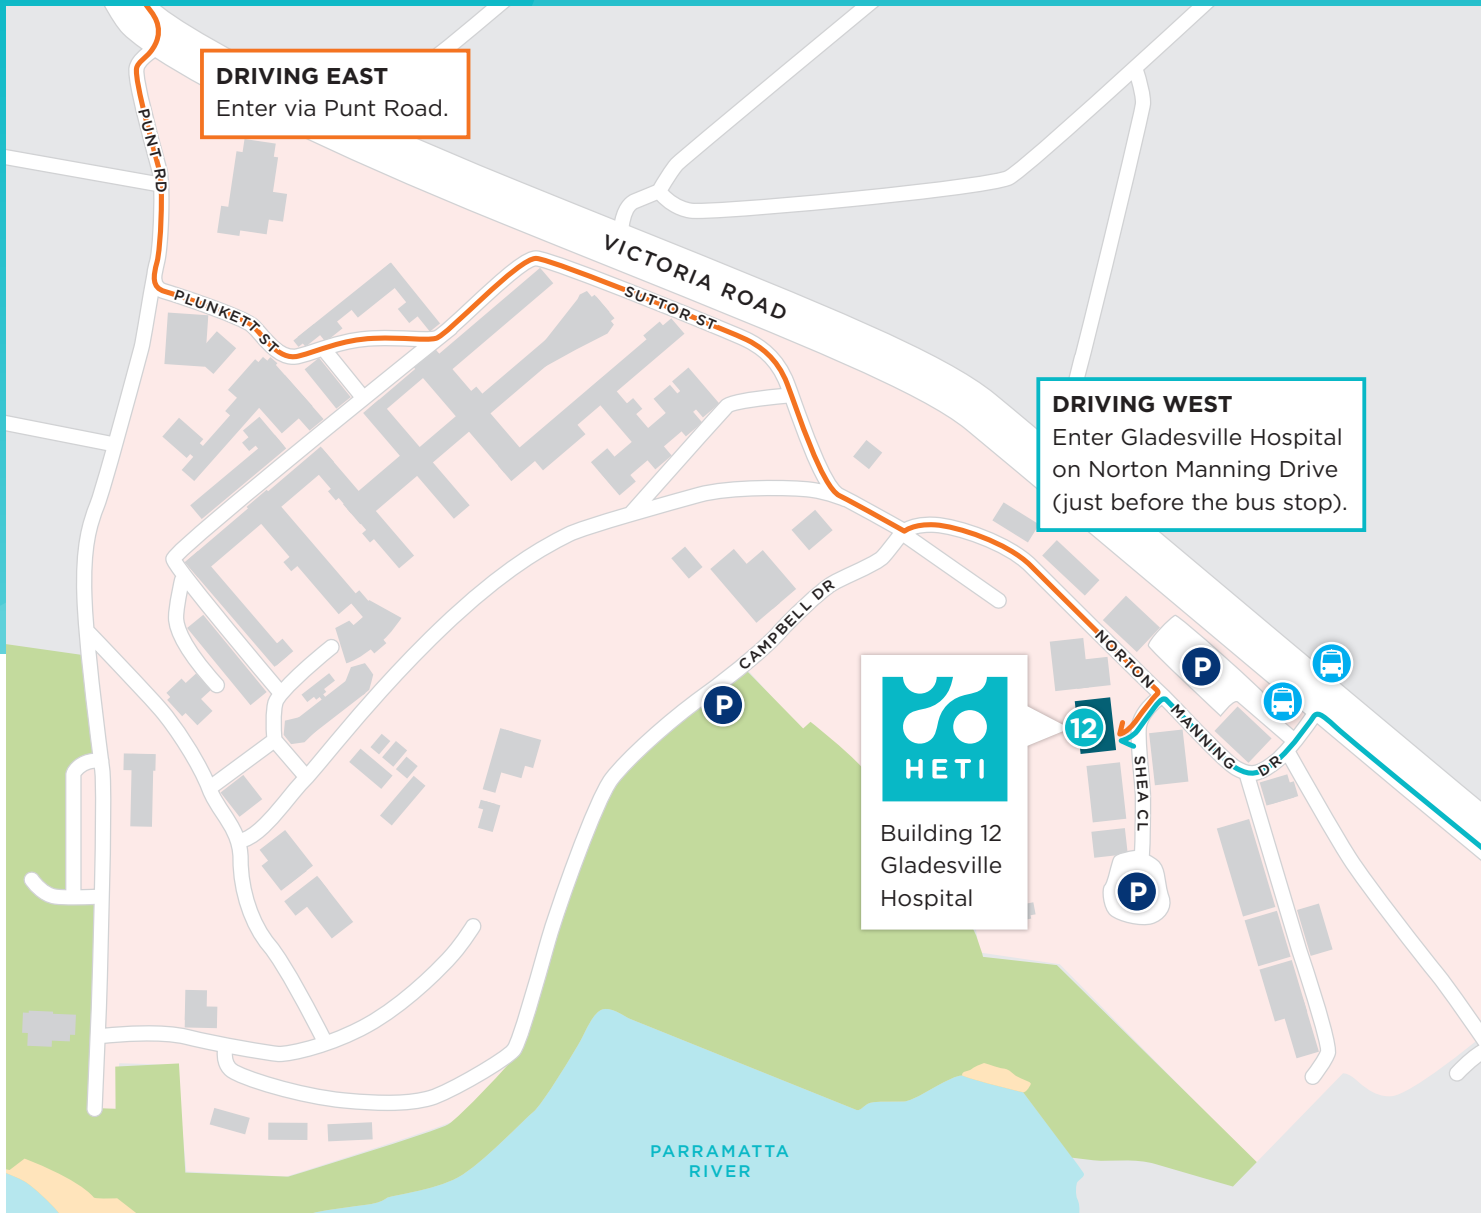 DRIVING EAST
Enter via Punt Road.
PUNT RD
PLUNKETT ST
VICTORIA ROAD
SUTTOR ST
DRIVING WEST
Enter Gladesville Hospital
on Norton Manning Drive
(just before the bus stop).
CAMPBELL DR
NORTON MANNING DR
P
P
12
HETI
SHEA CL
Building 12
Gladesville
Hospital
P
PARRAMATTA
RIVER